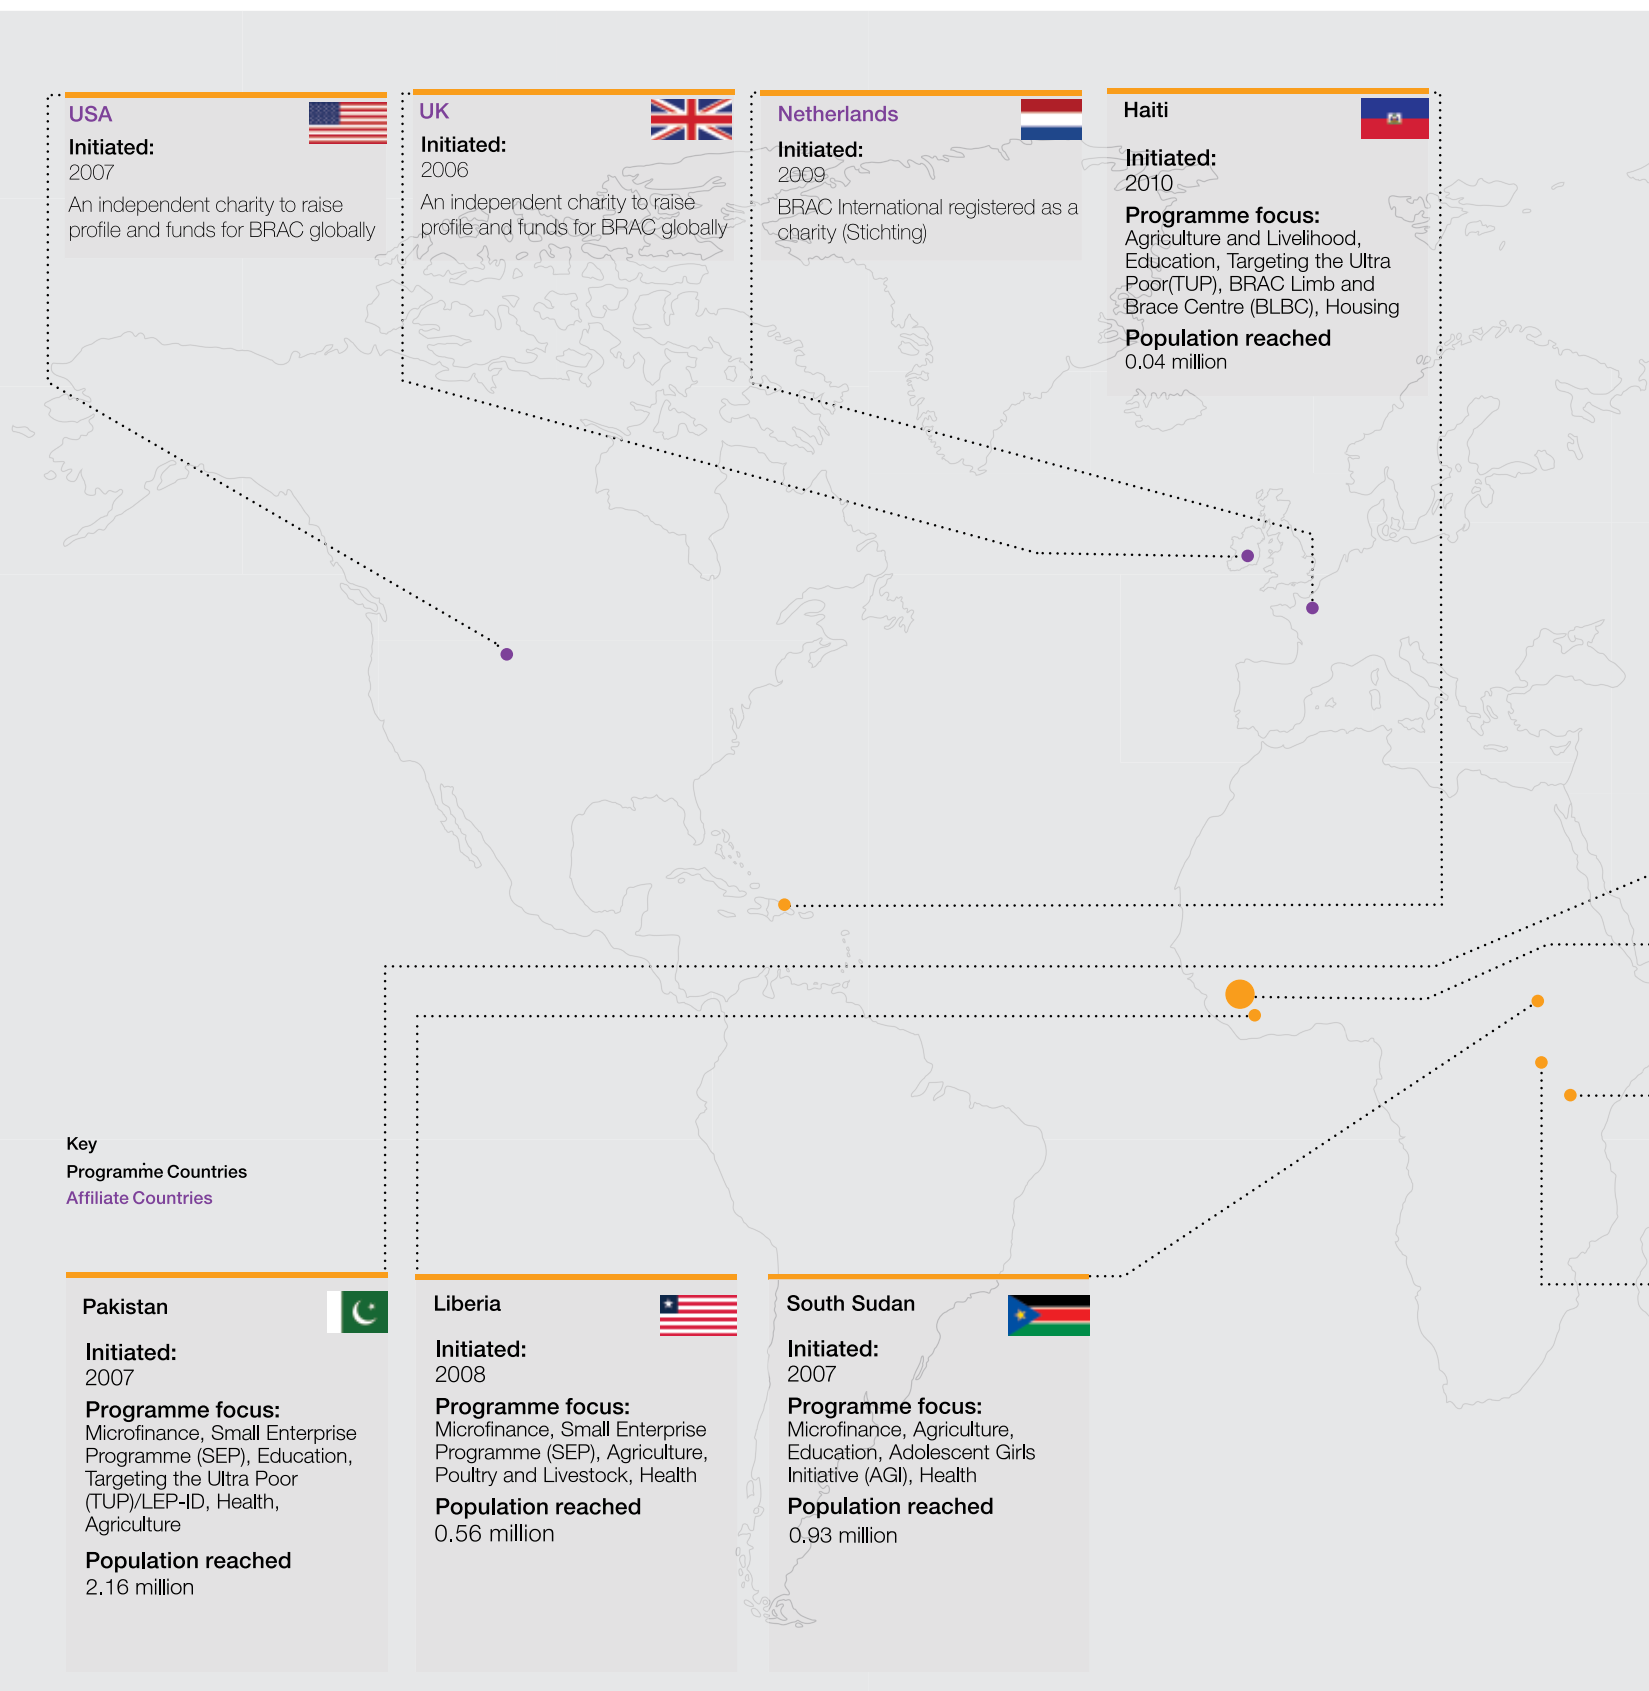 USA
Initiated:
2007
An independent charity to raise
profile and funds for BRAC globally
UK
Initiated:
2006
An independent charity to raise
profile and funds for BRAC globally
Netherlands
Initiated:
2009
BRAC International registered as a
charity (Stichting)
Haiti
Initiated:
2010
Programme focus:
Agriculture and Livelihood,
Education, Targeting the Ultra
Poor(TUP), BRAC Limb and
Brace Centre (BLBC), Housing
Population reached
0.04 million
Key
Programme Countries
Affiliate Countries
Pakistan
Initiated:
2007
Programme focus:
Microfinance, Small Enterprise
Programme (SEP), Education,
Targeting the Ultra Poor
(TUP)/LEP-ID, Health,
Agriculture
Population reached
2.16 million
Liberia
Initiated:
2008
Programme focus:
Microfinance, Small Enterprise
Programme (SEP), Agriculture,
Poultry and Livestock, Health
Population reached
0.56 million
South Sudan
Initiated:
2007
Programme focus:
Microfinance, Agriculture,
Education, Adolescent Girls
Initiative (AGI), Health
Population reached
0.93 million